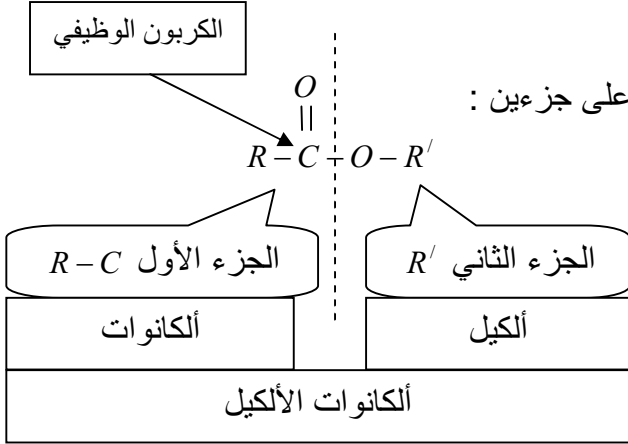 الكربون الوظيفي
على جزءين :
O
||
R – C – O – R′
الجزء الأول R – C
الجزء الثاني R′
ألكانوات
ألكيل
ألكانوات الألكيل